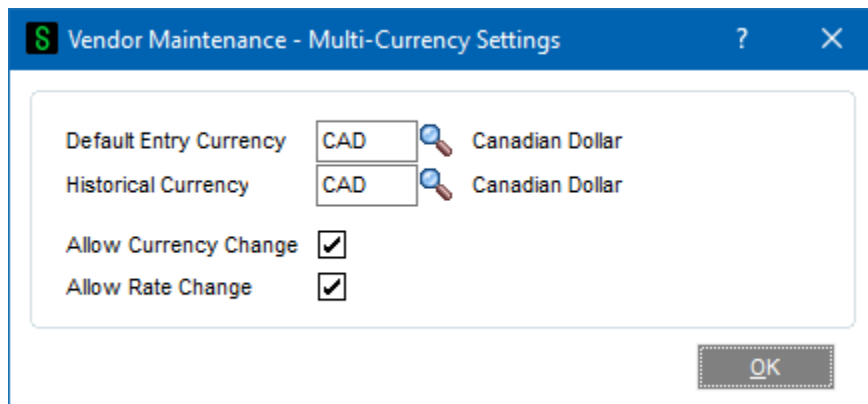 S Vendor Maintenance - Multi-Currency Settings ?
Default Entry Currency CAD Canadian Dollar
Historical Currency CAD Canadian Dollar
Allow Currency Change
Allow Rate Change
OK